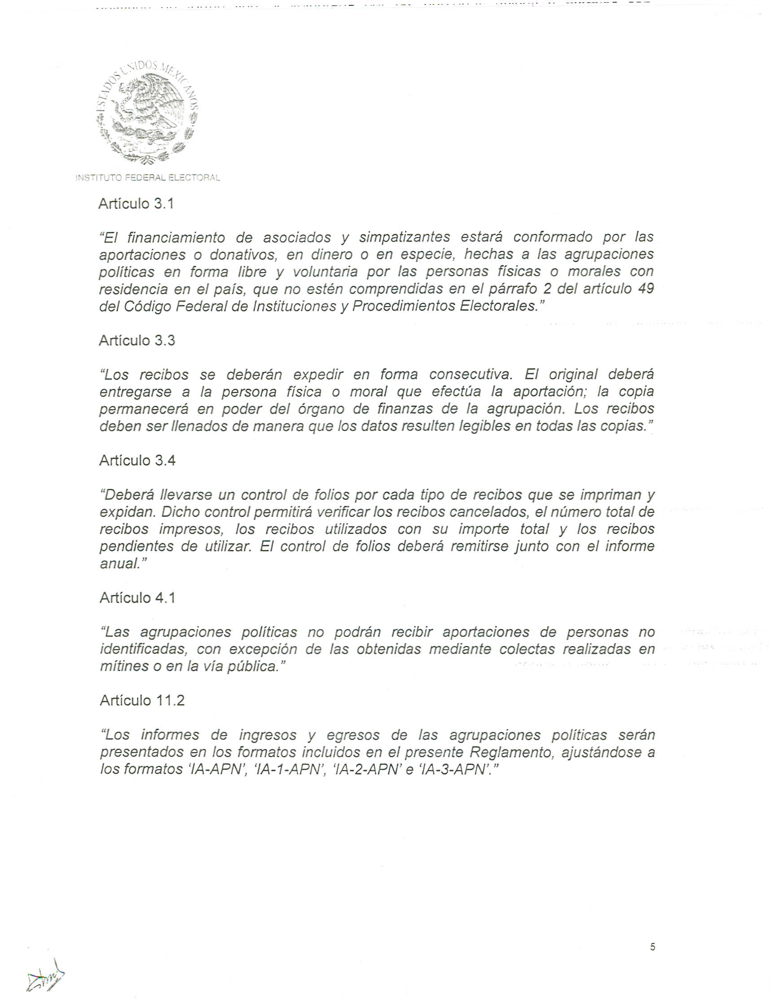 ESTADOS UNIDOS MEXICANOS
INSTITUTO FEDERAL ELECTORAL
Artículo 3.1
“El financiamiento de asociados y simpatizantes estará conformado por las
aportaciones o donativos, en dinero o en especie, hechas a las agrupaciones
políticas en forma libre y voluntaria por las personas físicas o morales con
residencia en el país, que no estén comprendidas en el párrafo 2 del artículo 49
del Código Federal de Instituciones y Procedimientos Electorales.”
Artículo 3.3
“Los recibos se deberán expedir en forma consecutiva. El original deberá
entregarse a la persona física o moral que efectúa la aportación; la copia
permanecerá en poder del órgano de finanzas de la agrupación. Los recibos
deben ser llenados de manera que los datos resulten legibles en todas las copias.”
Artículo 3.4
“Deberá llevarse un control de folios por cada tipo de recibos que se impriman y
expidan. Dicho control permitirá verificar los recibos cancelados, el número total de
recibos impresos, los recibos utilizados con su importe total y los recibos
pendientes de utilizar. El control de folios deberá remitirse junto con el informe
anual.”
Artículo 4.1
“Las agrupaciones políticas no podrán recibir aportaciones de personas no
identificadas, con excepción de las obtenidas mediante colectas realizadas en
mítines o en la vía pública.”
Artículo 11.2
“Los informes de ingresos y egresos de las agrupaciones políticas serán
presentados en los formatos incluidos en el presente Reglamento, ajustándose a
los formatos ‘IA-APN’, ‘IA-1-APN’, ‘IA-2-APN’ e ‘IA-3-APN’.”
5